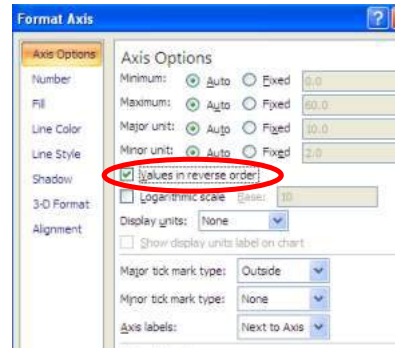 Format Axis
?
Axis Options
Number
Fill
Line Color
Line Style
Shadow
3-D Format
Alignment
Axis Options
Minimum: Auto Fixed 0.0
Maximum: Auto Fixed 60.0
Major unit: Auto Fixed 10.0
Minor unit: Auto Fixed 2.0
Values in reverse order
Logarithmic scale Base: 10
Display units: None
Show display units label on chart
Major tick mark type: Outside
Minor tick mark type: None
Axis labels: Next to Axis